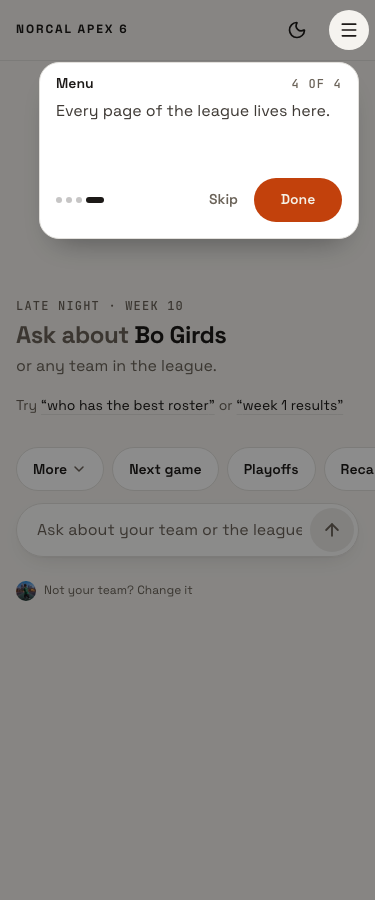 NORCAL APEX 6
Menu
4 OF 4
Every page of the league lives here.
Skip
Done
LATE NIGHT · WEEK 10
Ask about Bo Girds
or any team in the league.
Try “who has the best roster” or “week 1 results”
More
Next game
Playoffs
Reca
Ask about your team or the league
Not your team? Change it